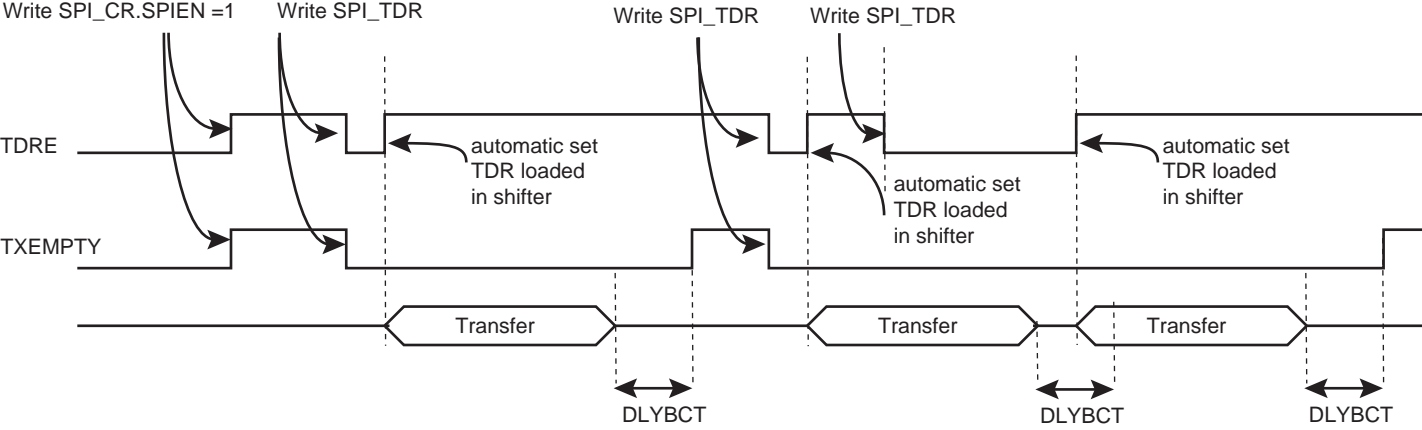 Write SPI_CR.SPIEN =1
Write SPI_TDR
Write SPI_TDR
Write SPI_TDR
TDRE
automatic set
TDR loaded
in shifter
automatic set
TDR loaded
in shifter
automatic set
TDR loaded
in shifter
TXEMPTY
Transfer
Transfer
Transfer
DLYBCT
DLYBCT
DLYBCT